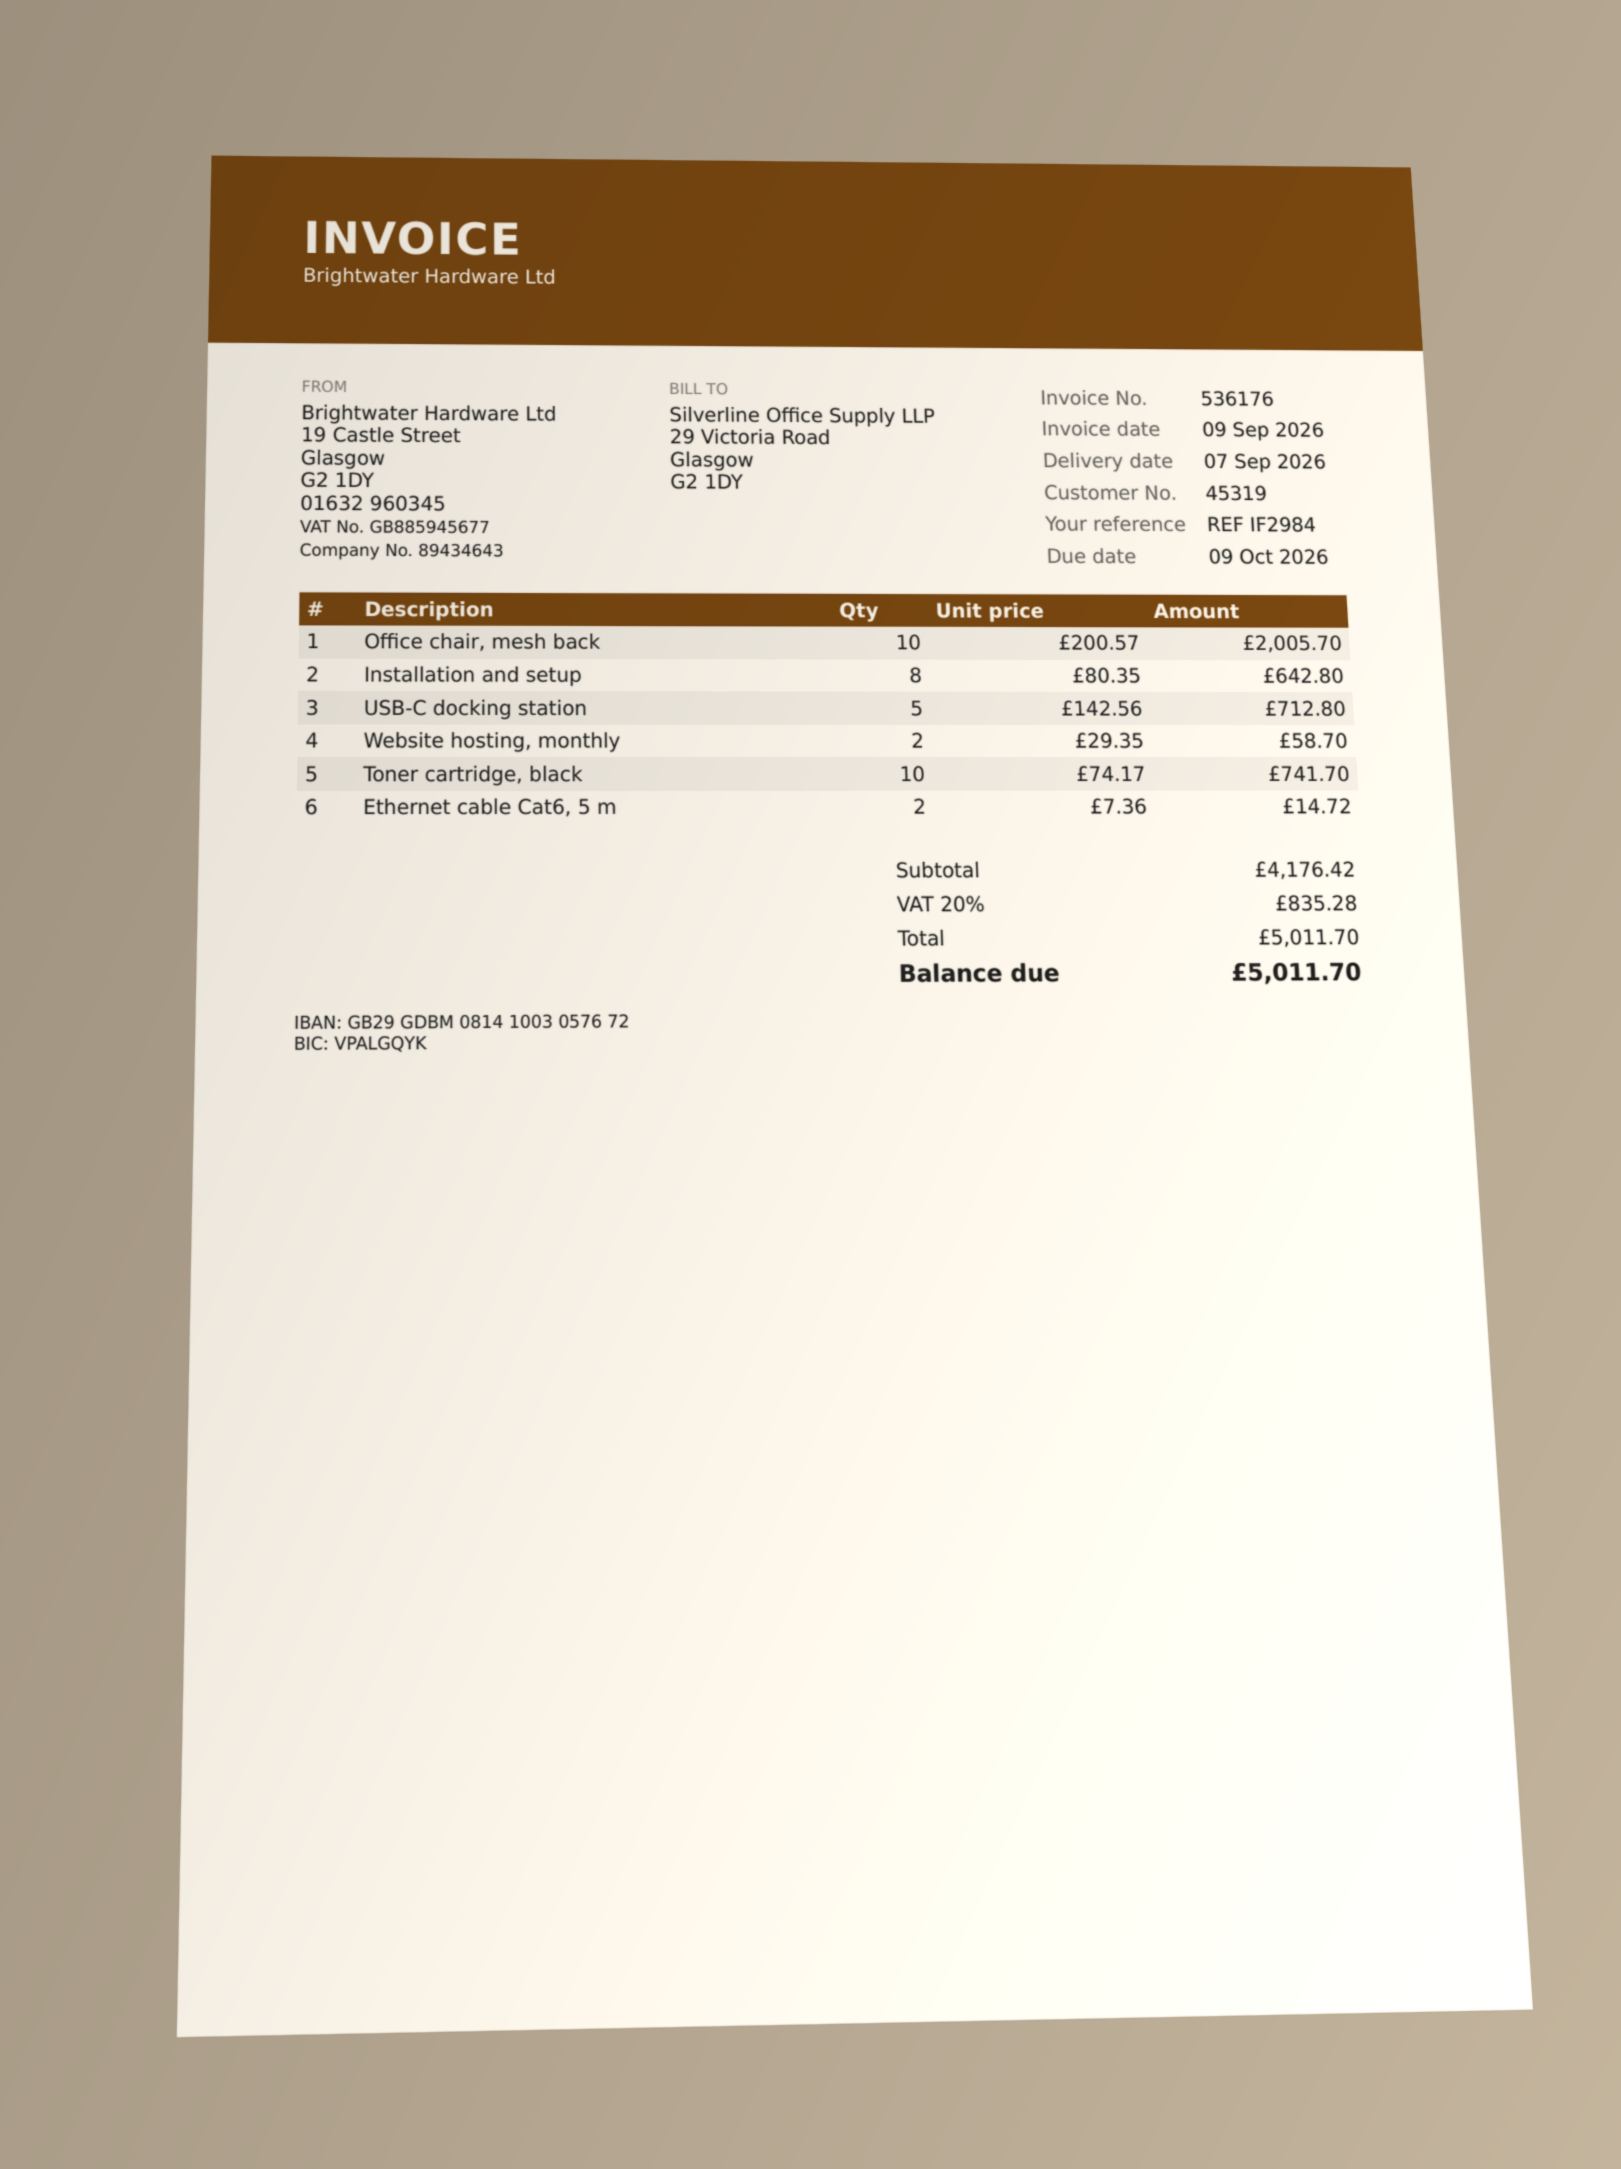 INVOICE
Brightwater Hardware Ltd
FROM
Brightwater Hardware Ltd
19 Castle Street
Glasgow
G2 1DY
01632 960345
VAT No. GB885945677
Company No. 89434643
BILL TO
Silverline Office Supply LLP
29 Victoria Road
Glasgow
G2 1DY
Invoice No. 536176
Invoice date 09 Sep 2026
Delivery date 07 Sep 2026
Customer No. 45319
Your reference REF IF2984
Due date 09 Oct 2026
# Description Qty Unit price Amount
1 Office chair, mesh back 10 £200.57 £2,005.70
2 Installation and setup 8 £80.35 £642.80
3 USB-C docking station 5 £142.56 £712.80
4 Website hosting, monthly 2 £29.35 £58.70
5 Toner cartridge, black 10 £74.17 £741.70
6 Ethernet cable Cat6, 5 m 2 £7.36 £14.72
Subtotal £4,176.42
VAT 20% £835.28
Total £5,011.70
Balance due £5,011.70
IBAN: GB29 GDBM 0814 1003 0576 72
BIC: VPALGQYK